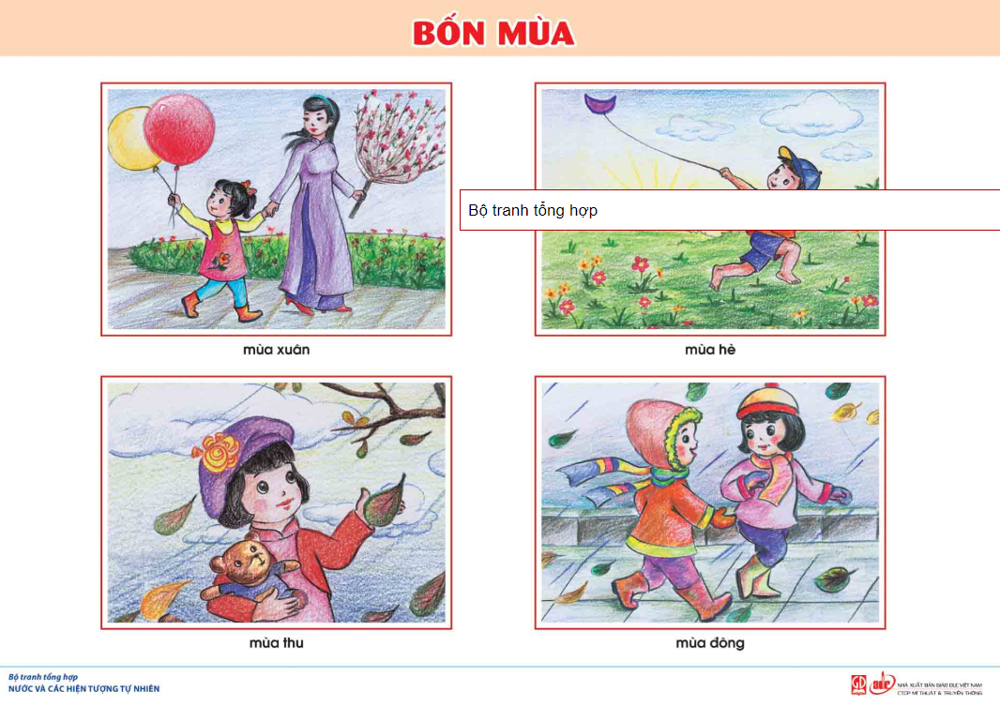 BỐN MÙA
Bộ tranh tổng hợp
mùa xuân
mùa hè
mùa thu
mùa đông
Bộ tranh tổng hợp
NƯỚC VÀ CÁC HIỆN TƯỢNG TỰ NHIÊN
NHÀ XUẤT BẢN GIÁO DỤC VIỆT NAM
CTCP MĨ THUẬT & TRUYỀN THÔNG